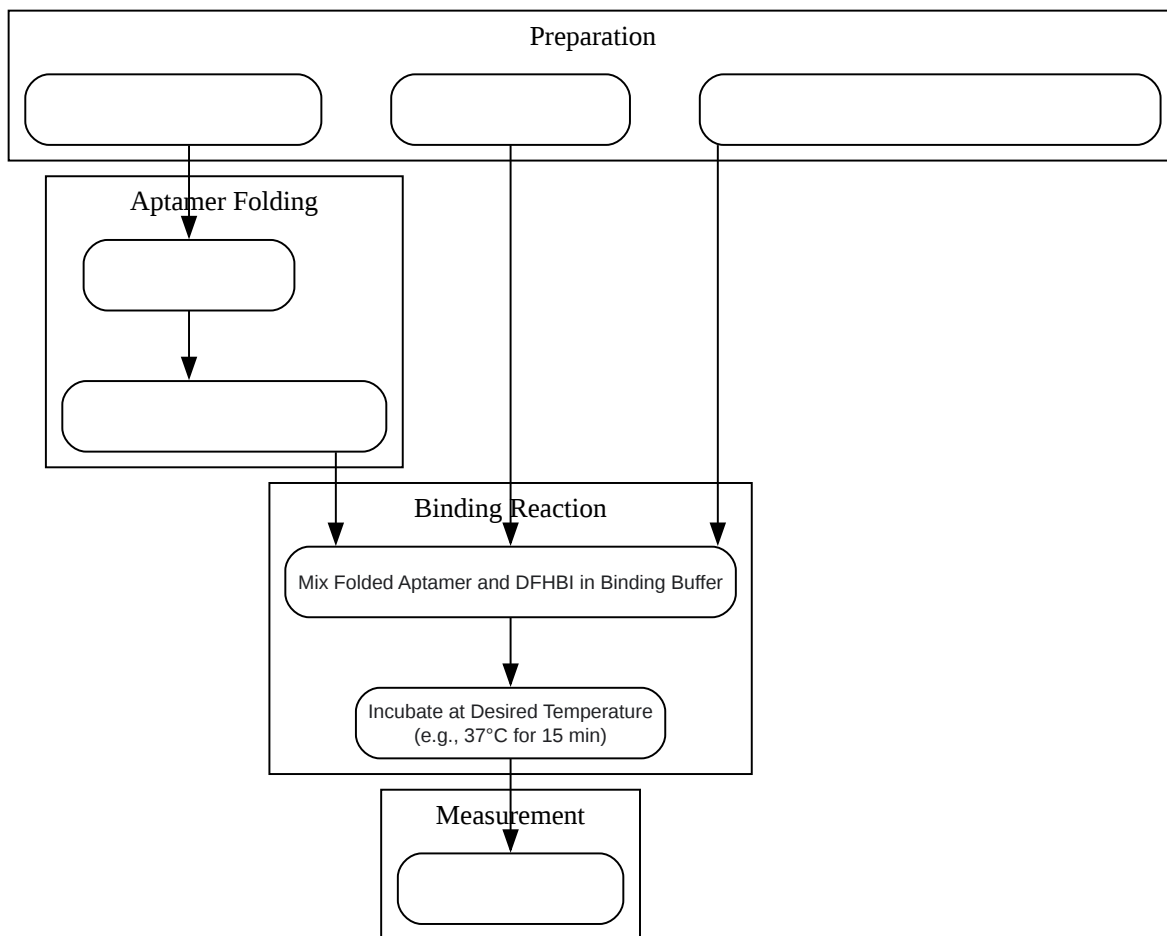 Preparation
Aptamer Folding
Binding Reaction
Mix Folded Aptamer and DFHBI in Binding Buffer
Incubate at Desired Temperature
(e.g., 37°C for 15 min)
Measurement